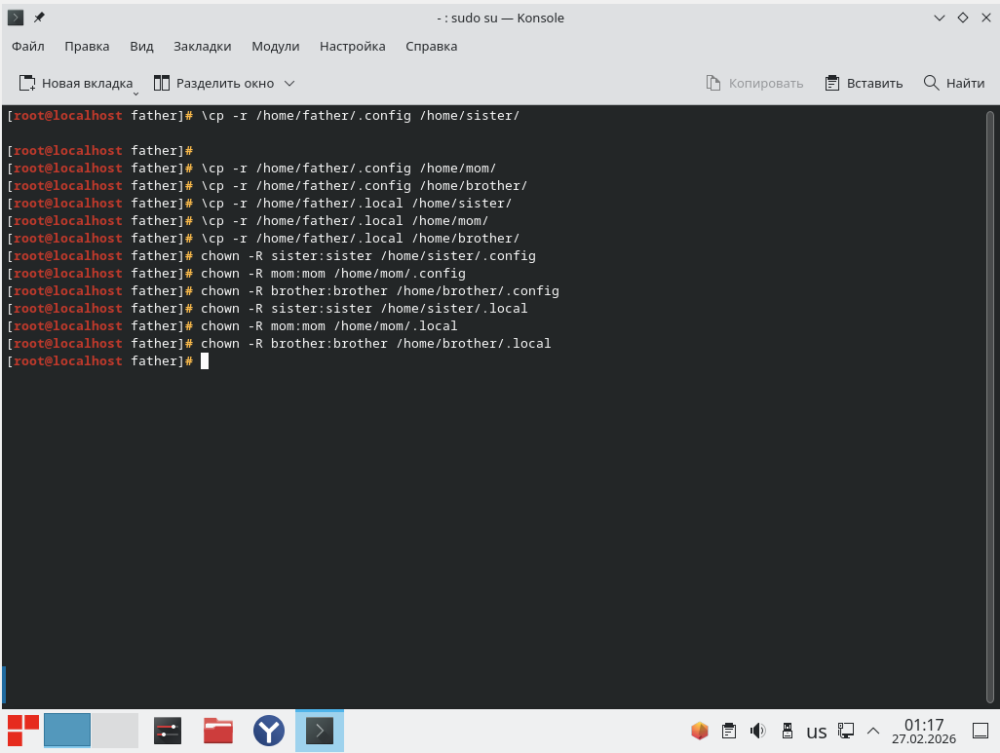 - : sudo su — Konsole
Файл Правка Вид Закладки Модули Настройка Справка
Новая вкладка Разделить окно Копировать Вставить Найти
[root@localhost father]# \cp -r /home/father/.config /home/sister/
[root@localhost father]#
[root@localhost father]# \cp -r /home/father/.config /home/mom/
[root@localhost father]# \cp -r /home/father/.config /home/brother/
[root@localhost father]# \cp -r /home/father/.local /home/sister/
[root@localhost father]# \cp -r /home/father/.local /home/mom/
[root@localhost father]# \cp -r /home/father/.local /home/brother/
[root@localhost father]# chown -R sister:sister /home/sister/.config
[root@localhost father]# chown -R mom:mom /home/mom/.config
[root@localhost father]# chown -R brother:brother /home/brother/.config
[root@localhost father]# chown -R sister:sister /home/sister/.local
[root@localhost father]# chown -R mom:mom /home/mom/.local
[root@localhost father]# chown -R brother:brother /home/brother/.local
[root@localhost father]#
us 01:17
27.02.2026